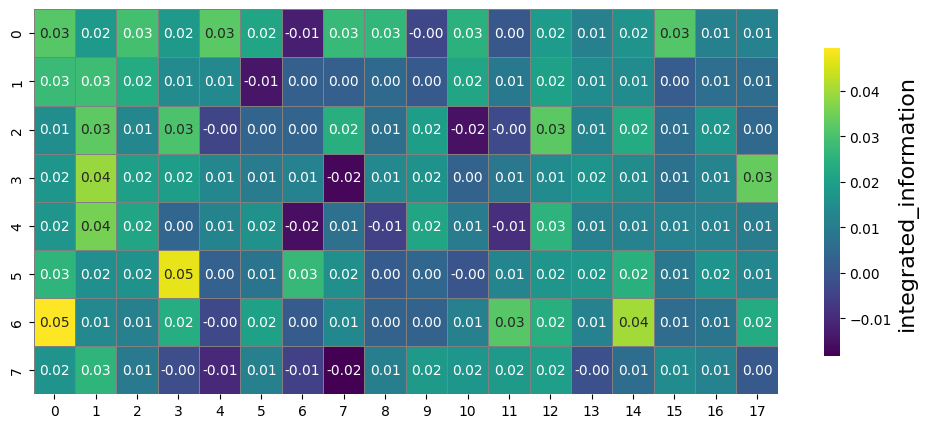 0 0.03 0.02 0.03 0.02 0.03 0.02 -0.01 0.03 0.03 -0.00 0.03 0.00 0.02 0.01 0.02 0.03 0.01 0.01
1 0.03 0.03 0.02 0.01 0.01 -0.01 0.00 0.00 0.00 0.00 0.02 0.01 0.02 0.01 0.01 0.00 0.01 0.01
2 0.01 0.03 0.01 0.03 -0.00 0.00 0.00 0.02 0.01 0.02 -0.02 -0.00 0.03 0.01 0.02 0.01 0.02 0.00
3 0.02 0.04 0.02 0.02 0.01 0.01 0.01 -0.02 0.01 0.02 0.00 0.01 0.01 0.02 0.01 0.01 0.01 0.03
4 0.02 0.04 0.02 0.00 0.01 0.02 -0.02 0.01 -0.01 0.02 0.01 -0.01 0.03 0.01 0.01 0.01 0.01 0.01
5 0.03 0.02 0.02 0.05 0.00 0.01 0.03 0.02 0.00 0.00 -0.00 0.01 0.02 0.02 0.02 0.01 0.02 0.01
6 0.05 0.01 0.01 0.02 -0.00 0.02 0.00 0.01 0.00 0.00 0.01 0.03 0.02 0.01 0.04 0.01 0.01 0.02
7 0.02 0.03 0.01 -0.00 -0.01 0.01 -0.01 -0.02 0.01 0.02 0.02 0.02 0.02 -0.00 0.01 0.01 0.01 0.00
0 1 2 3 4 5 6 7 8 9 10 11 12 13 14 15 16 17
0.04
0.03
0.02
0.01
0.00
−0.01
integrated_information